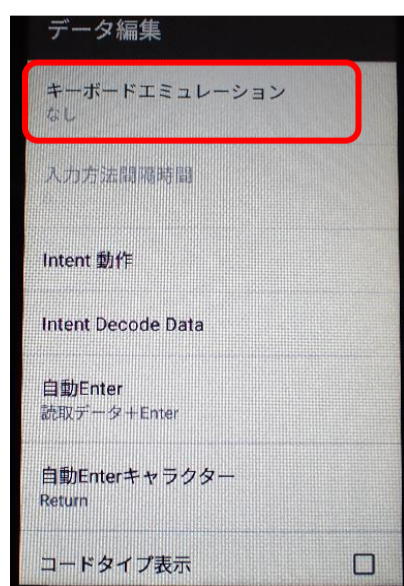 データ編集
キーボードエミュレーション
なし
入力方法間隔時間
Intent 動作
Intent Decode Data
自動Enter
読取データ+Enter
自動Enterキャラクター
Return
コードタイプ表示